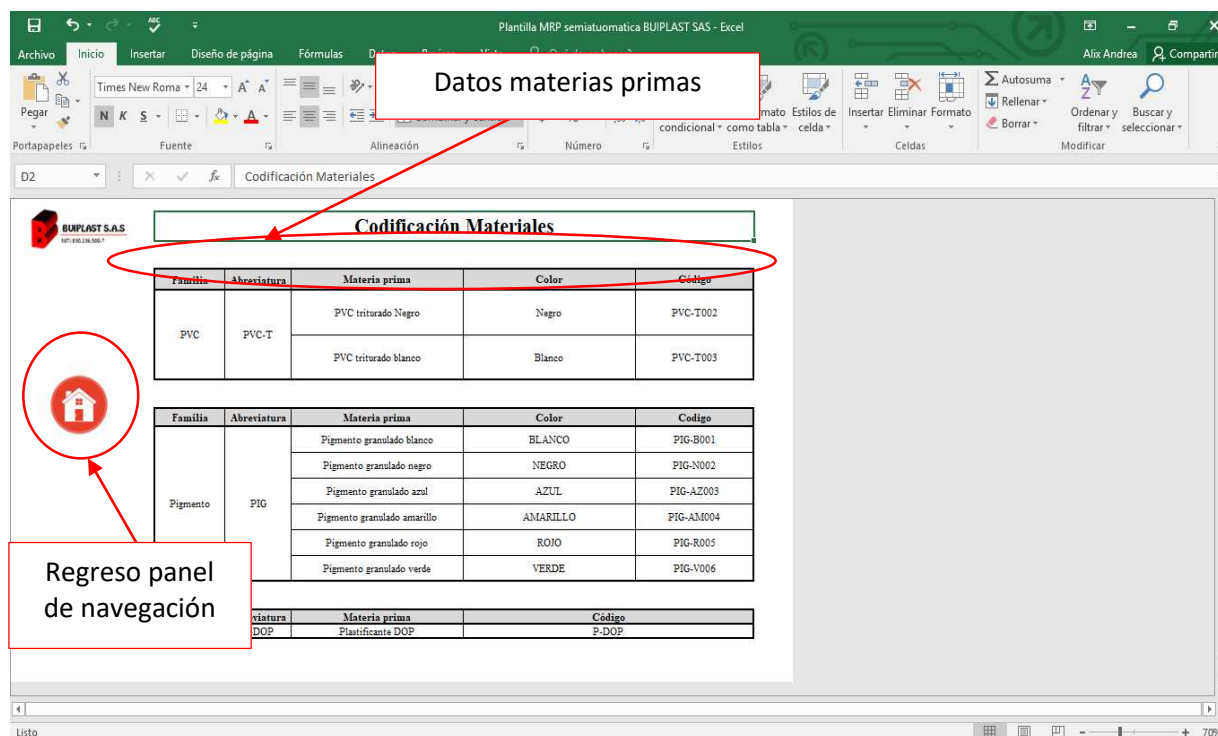 Plantilla MRP semiatuomatica BUIPLAST SAS - Excel
Archivo Inicio Insertar Diseño de página Fórmulas Alix Andrea Compartir
Datos materias primas
Pegar
Times New Roma 24
N K S
condicional como tabla
Estilos de celda
Insertar Eliminar Formato
Autosuma
Rellenar
Borrar
Ordenar y filtrar
Buscar y seleccionar
Portapapeles Fuente Alineación Número Estilos Celdas Modificar
D2 fx Codificación Materiales
BUIPLAST S.A.S
Codificación Materiales
Familia Abreviatura Materia prima Color Código
PVC PVC-T
PVC triturado Negro Negro PVC-T002
PVC triturado blanco Blanco PVC-T003
Familia Abreviatura Materia prima Color Codigo
Pigmento PIG
Pigmento granulado blanco BLANCO PIG-B001
Pigmento granulado negro NEGRO PIG-N002
Pigmento granulado azul AZUL PIG-AZ003
Pigmento granulado amarillo AMARILLO PIG-AM004
Pigmento granulado rojo ROJO PIG-R005
Pigmento granulado verde VERDE PIG-V006
Regreso panel
de navegación
Materia prima Código
DOP Plastificante DOP P-DOP
Listo 70%